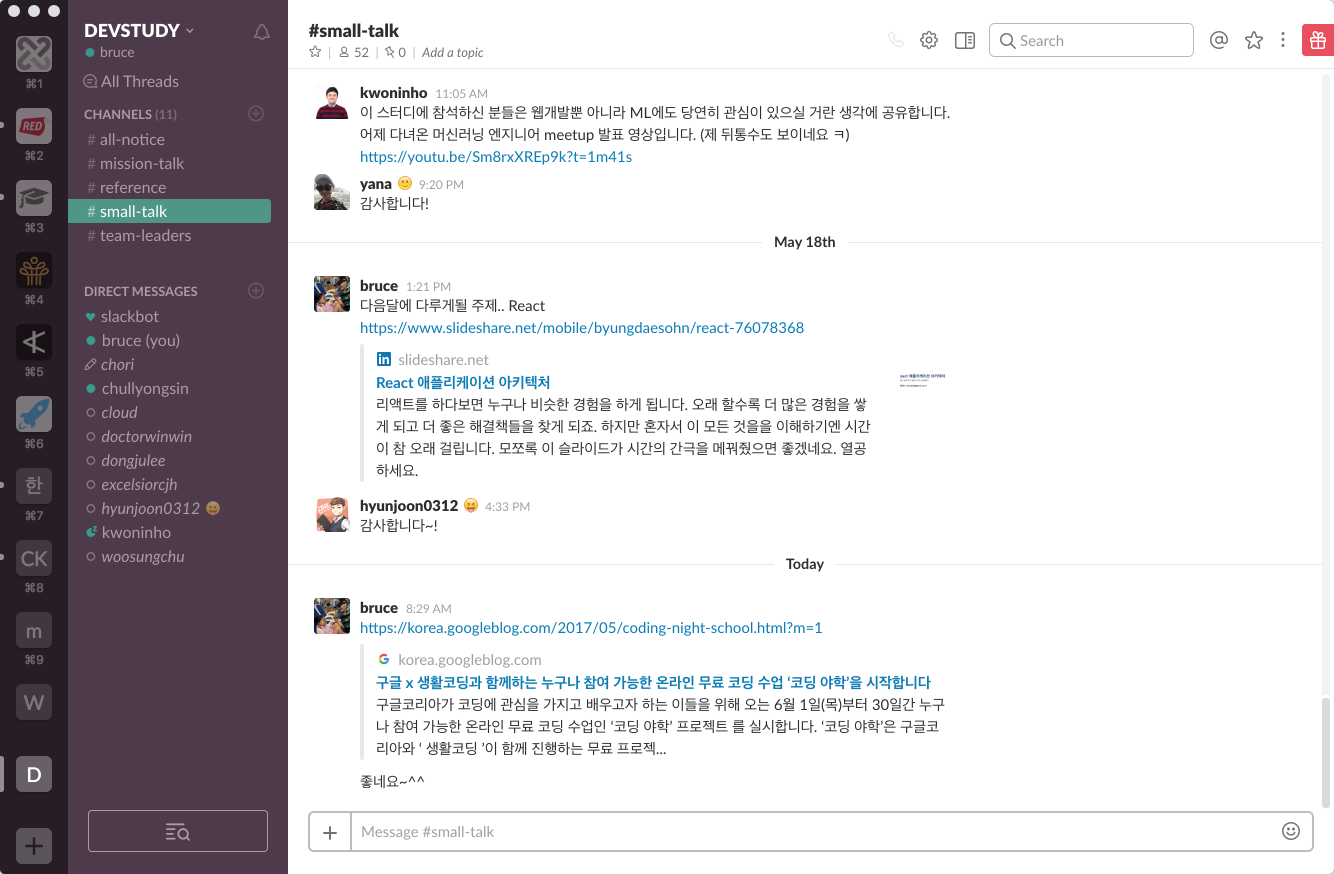 ⌘1
RED
⌘2
⌘3
⌘4
⌘5
⌘6
한
⌘7
CK
⌘8
m
⌘9
W
D
DEVSTUDY
bruce
All Threads
CHANNELS (11)
# all-notice
# mission-talk
# reference
# small-talk
# team-leaders
DIRECT MESSAGES
slackbot
bruce (you)
chori
chullyongsin
cloud
doctorwinwin
dongjulee
excelsiorcjh
hyunjoon0312
kwoninho
woosungchu
#small-talk
52 | 0 | Add a topic
Search
kwoninho 11:05 AM
이 스터디에 참석하신 분들은 웹개발뿐 아니라 ML에도 당연히 관심이 있으실 거란 생각에 공유합니다.
어제 다녀온 머신러닝 엔지니어 meetup 발표 영상입니다. (제 뒤통수도 보이네요 ㅋ)
https://youtu.be/Sm8rxXREp9k?t=1m41s
yana 9:20 PM
감사합니다!
May 18th
bruce 1:21 PM
다음달에 다루게될 주제.. React
https://www.slideshare.net/mobile/byungdaesohn/react-76078368
in slideshare.net
React 애플리케이션 아키텍처
리액트를 하다보면 누구나 비슷한 경험을 하게 됩니다. 오래 할수록 더 많은 경험을 쌓
게 되고 더 좋은 해결책들을 찾게 되죠. 하지만 혼자서 이 모든 것을을 이해하기엔 시간
이 참 오래 걸립니다. 모쪼록 이 슬라이드가 시간의 간극을 메꿔줬으면 좋겠네요. 열공
하세요.
React 애플리케이션 아키텍처
hyunjoon0312 4:33 PM
감사합니다~!
Today
bruce 8:29 AM
https://korea.googleblog.com/2017/05/coding-night-school.html?m=1
G korea.googleblog.com
구글 x 생활코딩과 함께하는 누구나 참여 가능한 온라인 무료 코딩 수업 ‘코딩 야학’을 시작합니다
구글코리아가 코딩에 관심을 가지고 배우고자 하는 이들을 위해 오는 6월 1일(목)부터 30일간 누구
나 참여 가능한 온라인 무료 코딩 수업인 ‘코딩 야학’ 프로젝트 를 실시합니다. ‘코딩 야학’은 구글코
리아와 ‘ 생활코딩 ’이 함께 진행하는 무료 프로젝...
좋네요~^^
Message #small-talk